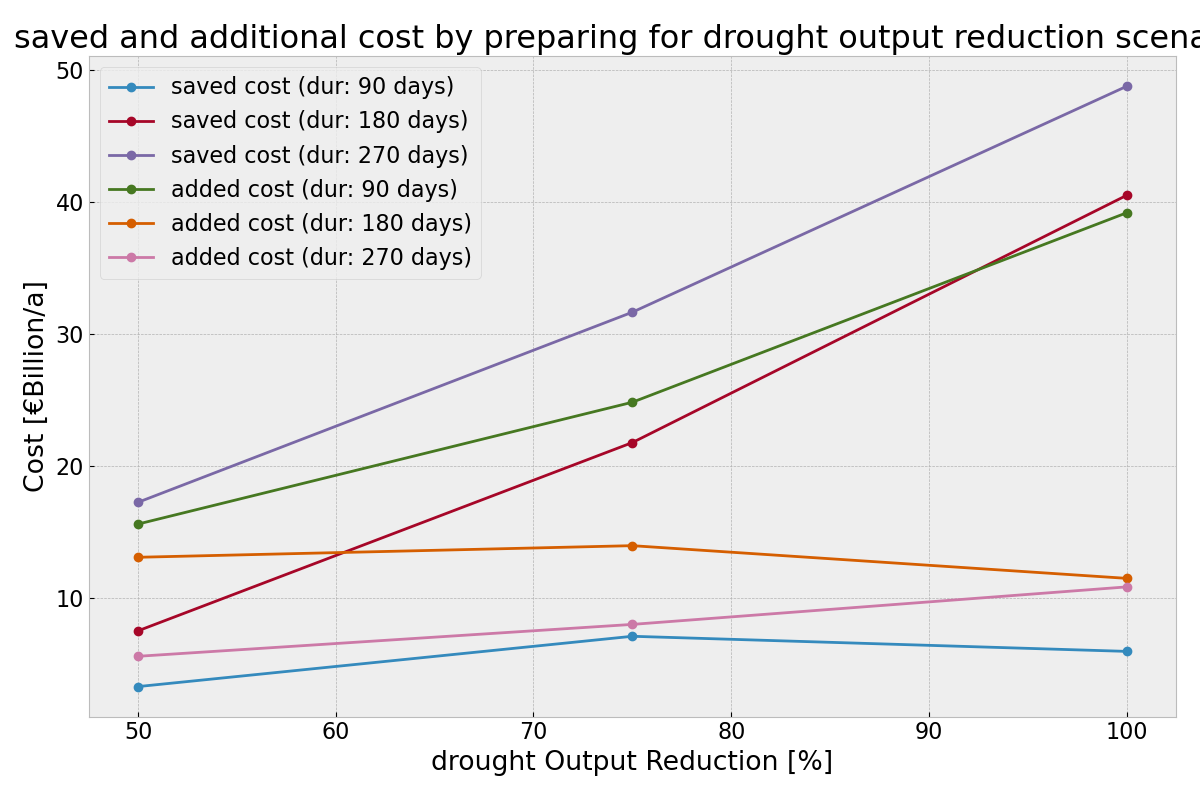 saved and additional cost by preparing for drought output reduction scena
50
40
30
20
10
Cost [€Billion/a]
saved cost (dur: 90 days)
saved cost (dur: 180 days)
saved cost (dur: 270 days)
added cost (dur: 90 days)
added cost (dur: 180 days)
added cost (dur: 270 days)
50 60 70 80 90 100
drought Output Reduction [%]